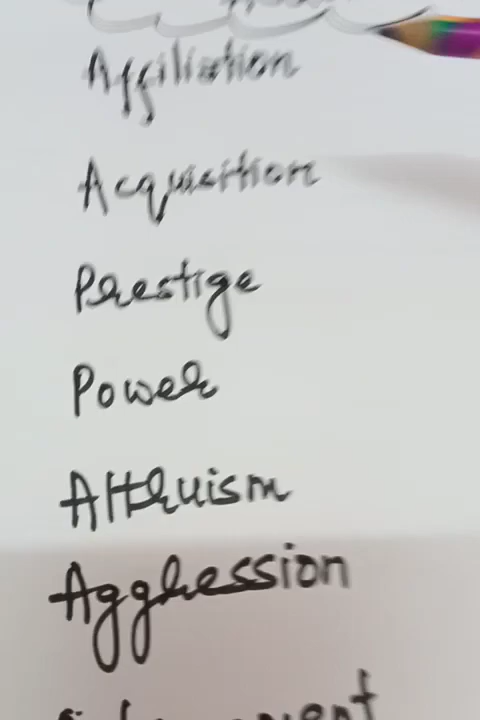 Affiliation
Acquisition
Prestige
Power
Altruism
Aggression